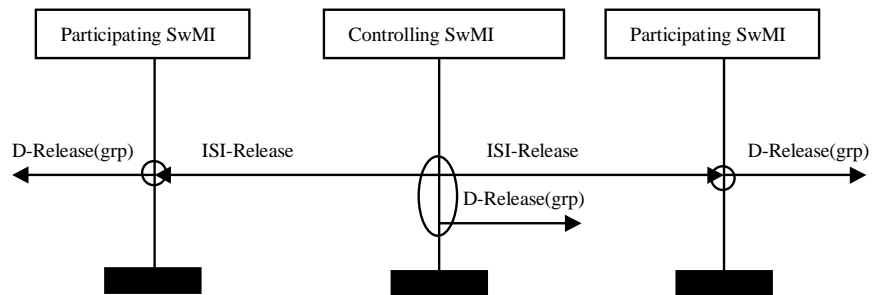 Participating SwMI
Controlling SwMI
Participating SwMI
D-Release(grp)
ISI-Release
ISI-Release
D-Release(grp)
D-Release(grp)